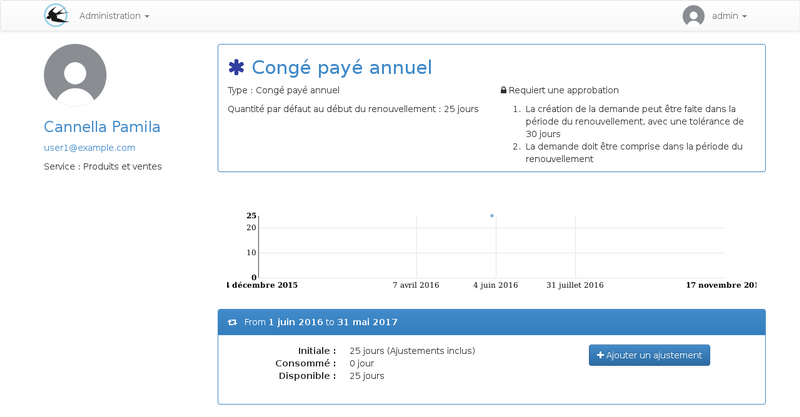 Administration
admin
Cannella Pamila
user1@example.com
Service : Produits et ventes
Congé payé annuel
Type : Congé payé annuel
Quantité par défaut au début du renouvellement : 25 jours
Requiert une approbation
1. La création de la demande peut être faite dans la
période du renouvellement, avec une tolérance de
30 jours
2. La demande doit être comprise dans la période du
renouvellement
25
20
10
0
décembre 2015
7 avril 2016
4 juin 2016
31 juillet 2016
17 novembre
From 1 juin 2016 to 31 mai 2017
Initiale : 25 jours (Ajustements inclus)
Consommé : 0 jour
Disponible : 25 jours
Ajouter un ajustement